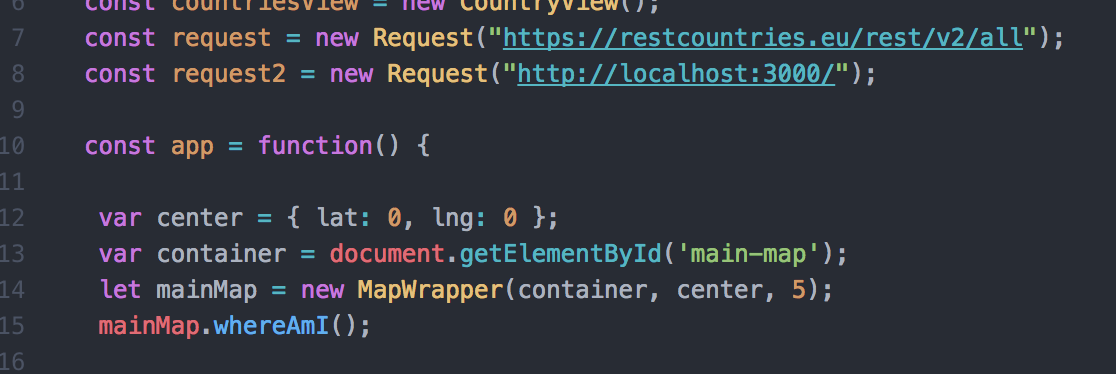 6 const countriesView = new CountryView();
7 const request = new Request("https://restcountries.eu/rest/v2/all");
8 const request2 = new Request("http://localhost:3000/");
9
10 const app = function() {
11
12 var center = { lat: 0, lng: 0 };
13 var container = document.getElementById('main-map');
14 let mainMap = new MapWrapper(container, center, 5);
15 mainMap.whereAmI();
16